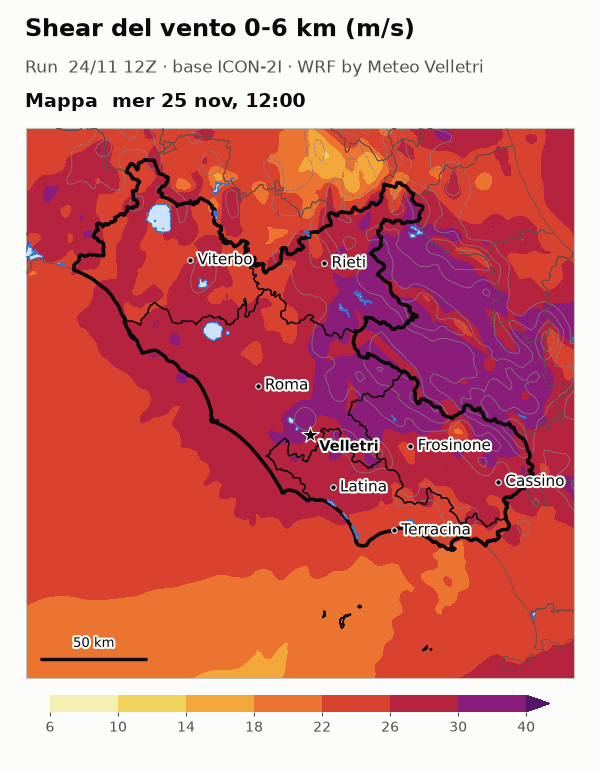 Shear del vento 0-6 km (m/s)
Run  24/11 12Z · base ICON-2I · WRF by Meteo Velletri
Mappa  mer 25 nov, 12:00
Viterbo
Rieti
Roma
Velletri
Frosinone
Cassino
Latina
Terracina
50 km
6 10 14 18 22 26 30 40